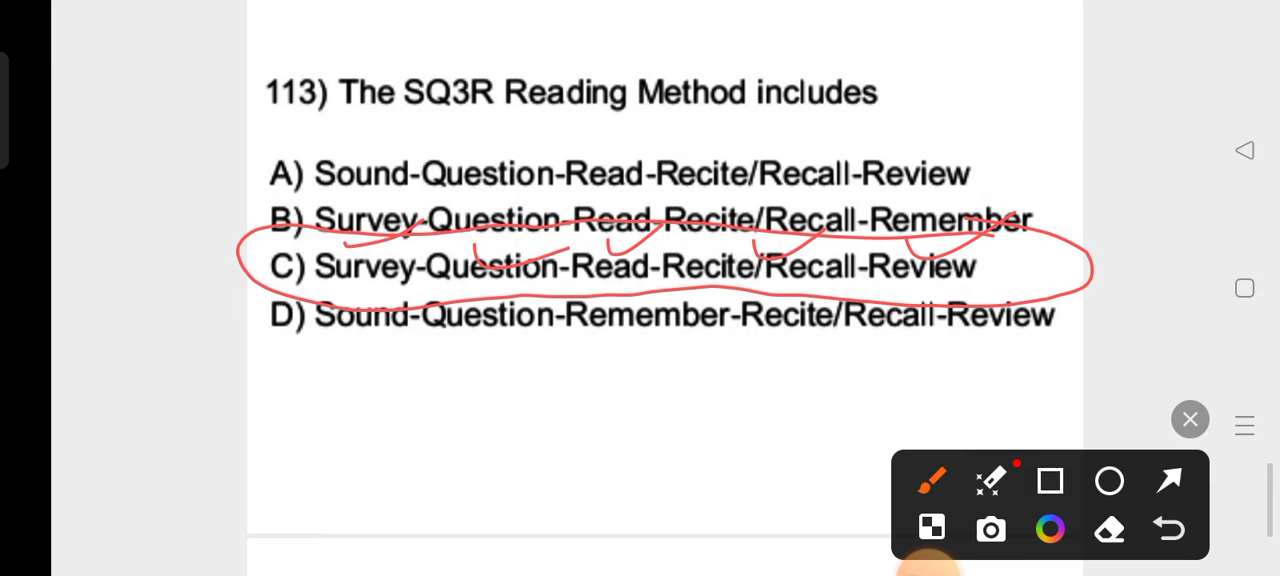 113) The SQ3R Reading Method includes
A) Sound-Question-Read-Recite/Recall-Review
B) Survey-Question-Read-Recite/Recall-Remember
C) Survey-Question-Read-Recite/Recall-Review
D) Sound-Question-Remember-Recite/Recall-Review